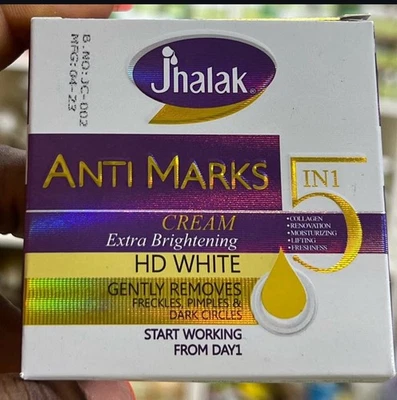 B.NO:JC-002
MFG:04-23
Jhalak®
ANTI MARKS
5 IN1
CREAM
Extra Brightening
•COLLAGEN
•RENOVATION
•MOISTURIZING
•LIFTING
•FRESHNESS
HD WHITE
GENTLY REMOVES
FRECKLES, PIMPLES &
DARK CIRCLES
START WORKING
FROM DAY1